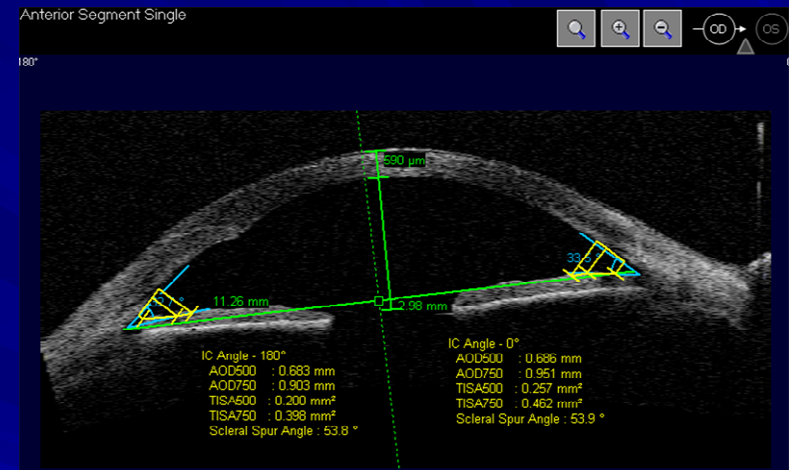 Anterior Segment Single
OD
OS
180°
590 µm
33.5 °
11.26 mm
2.98 mm
IC Angle - 180°
AOD500 : 0.683 mm
AOD750 : 0.903 mm
TISA500 : 0.200 mm²
TISA750 : 0.398 mm²
Scleral Spur Angle : 53.8 °
IC Angle - 0°
AOD500 : 0.686 mm
AOD750 : 0.951 mm
TISA500 : 0.257 mm²
TISA750 : 0.462 mm²
Scleral Spur Angle : 53.9 °